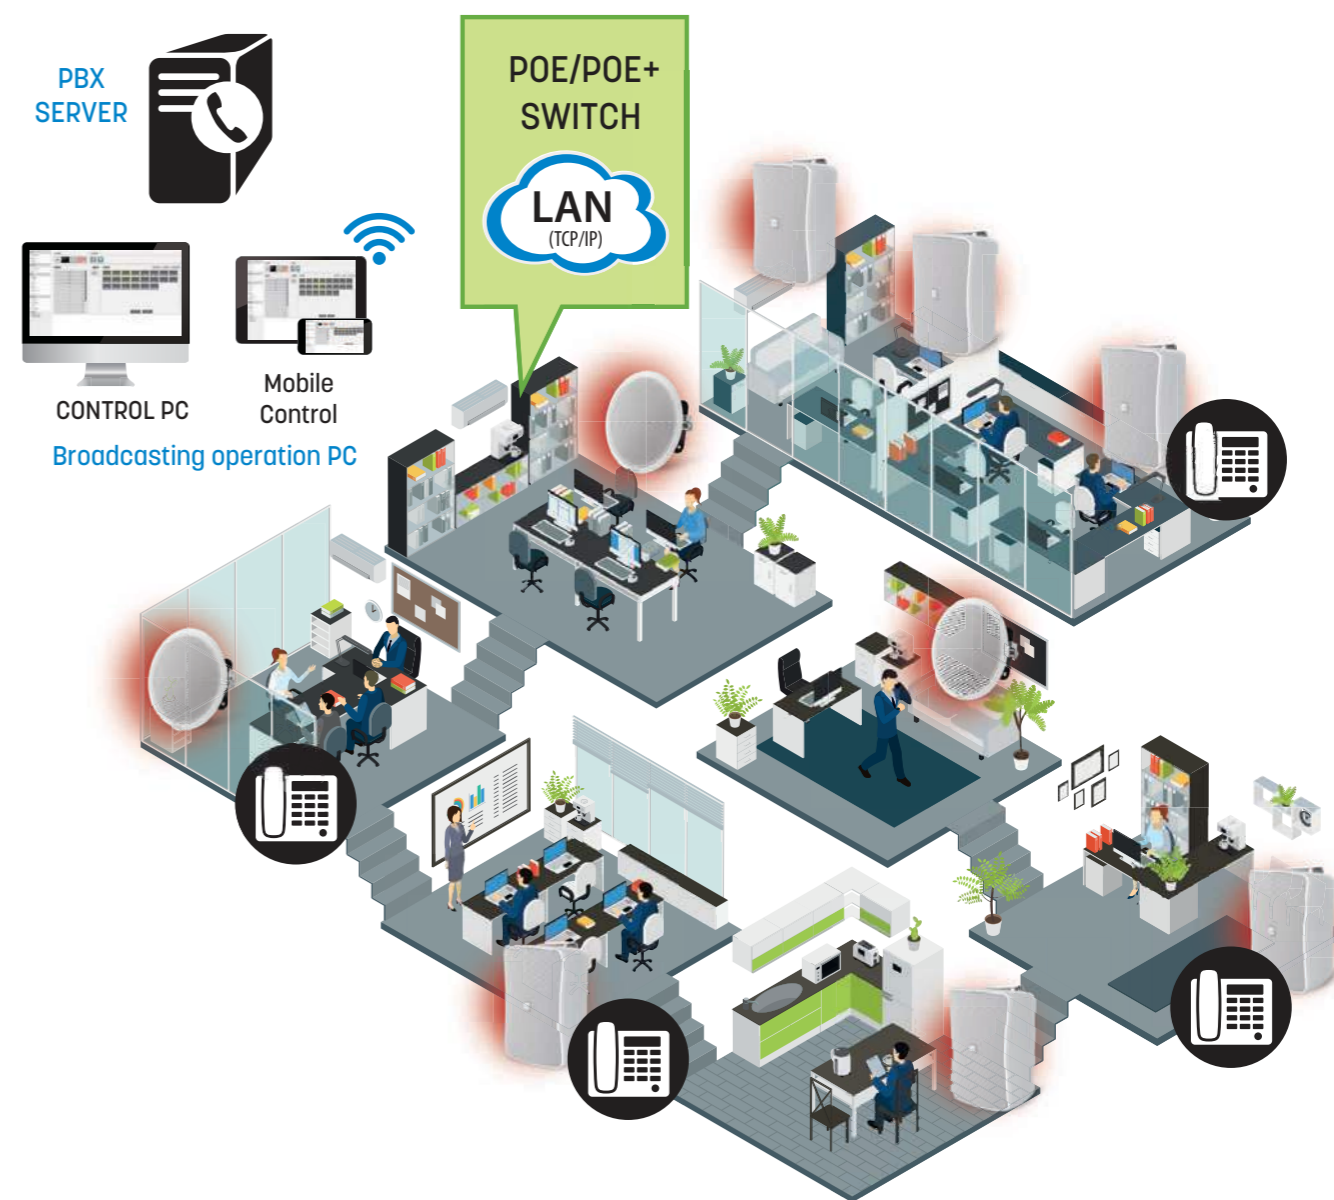 PBX
SERVER
POE/POE+
SWITCH
LAN
(TCP/IP)
CONTROL PC
Mobile
Control
Broadcasting operation PC